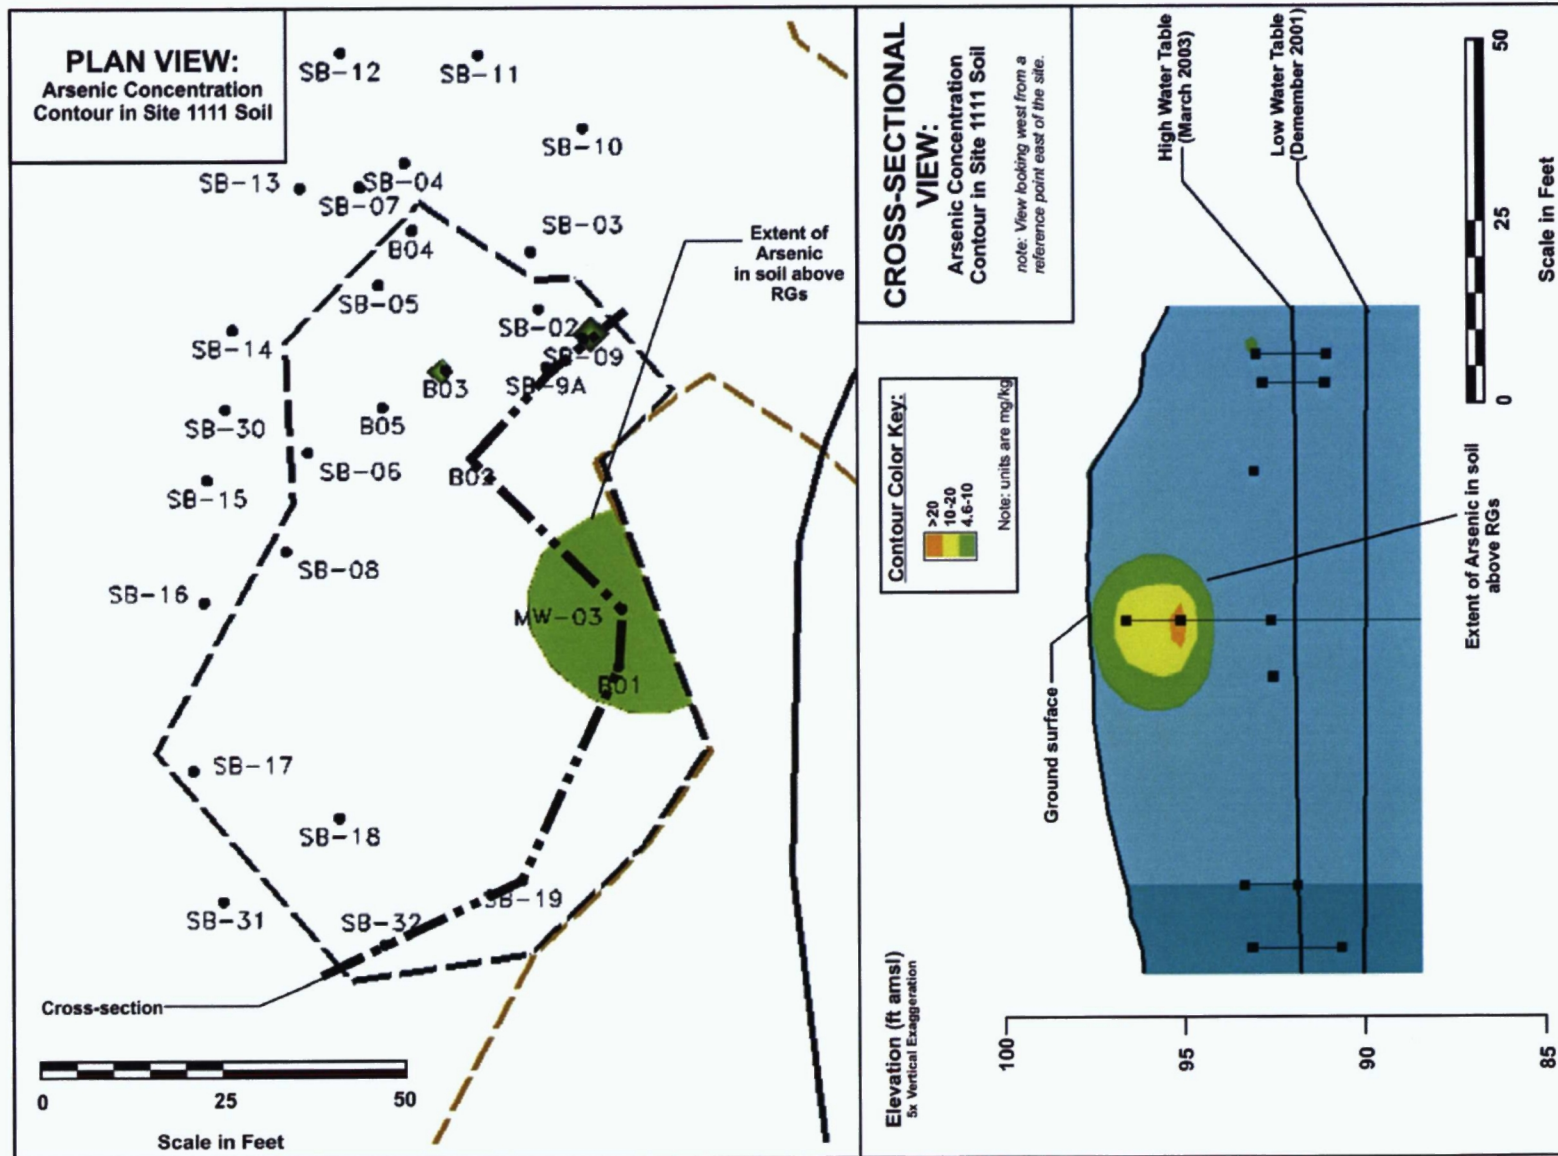 PLAN VIEW:
Arsenic Concentration
Contour in Site 1111 Soil
SB-12
SB-11
SB-10
SB-13
SB-04
SB-07
B04
SB-03
SB-05
Extent of
Arsenic
in soil above
RGs
SB-14
SB-02
SB-09
SB-9A
B03
SB-30
B05
SB-06
B02
SB-15
SB-08
SB-16
MW-03
B01
SB-17
SB-18
SB-19
SB-31
SB-32
Cross-section
0
25
50
Scale in Feet
CROSS-SECTIONAL
VIEW:
Arsenic Concentration
Contour in Site 1111 Soil
note: View looking west from a
reference point east of the site.
Contour Color Key:
>20
10-20
4.6-10
Note: units are mg/kg
High Water Table
(March 2003)
Low Water Table
(Demember 2001)
50
25
0
Scale in Feet
Extent of Arsenic in soil
above RGs
Ground surface
Elevation (ft amsl)
5x Vertical Exaggeration
100
95
90
85